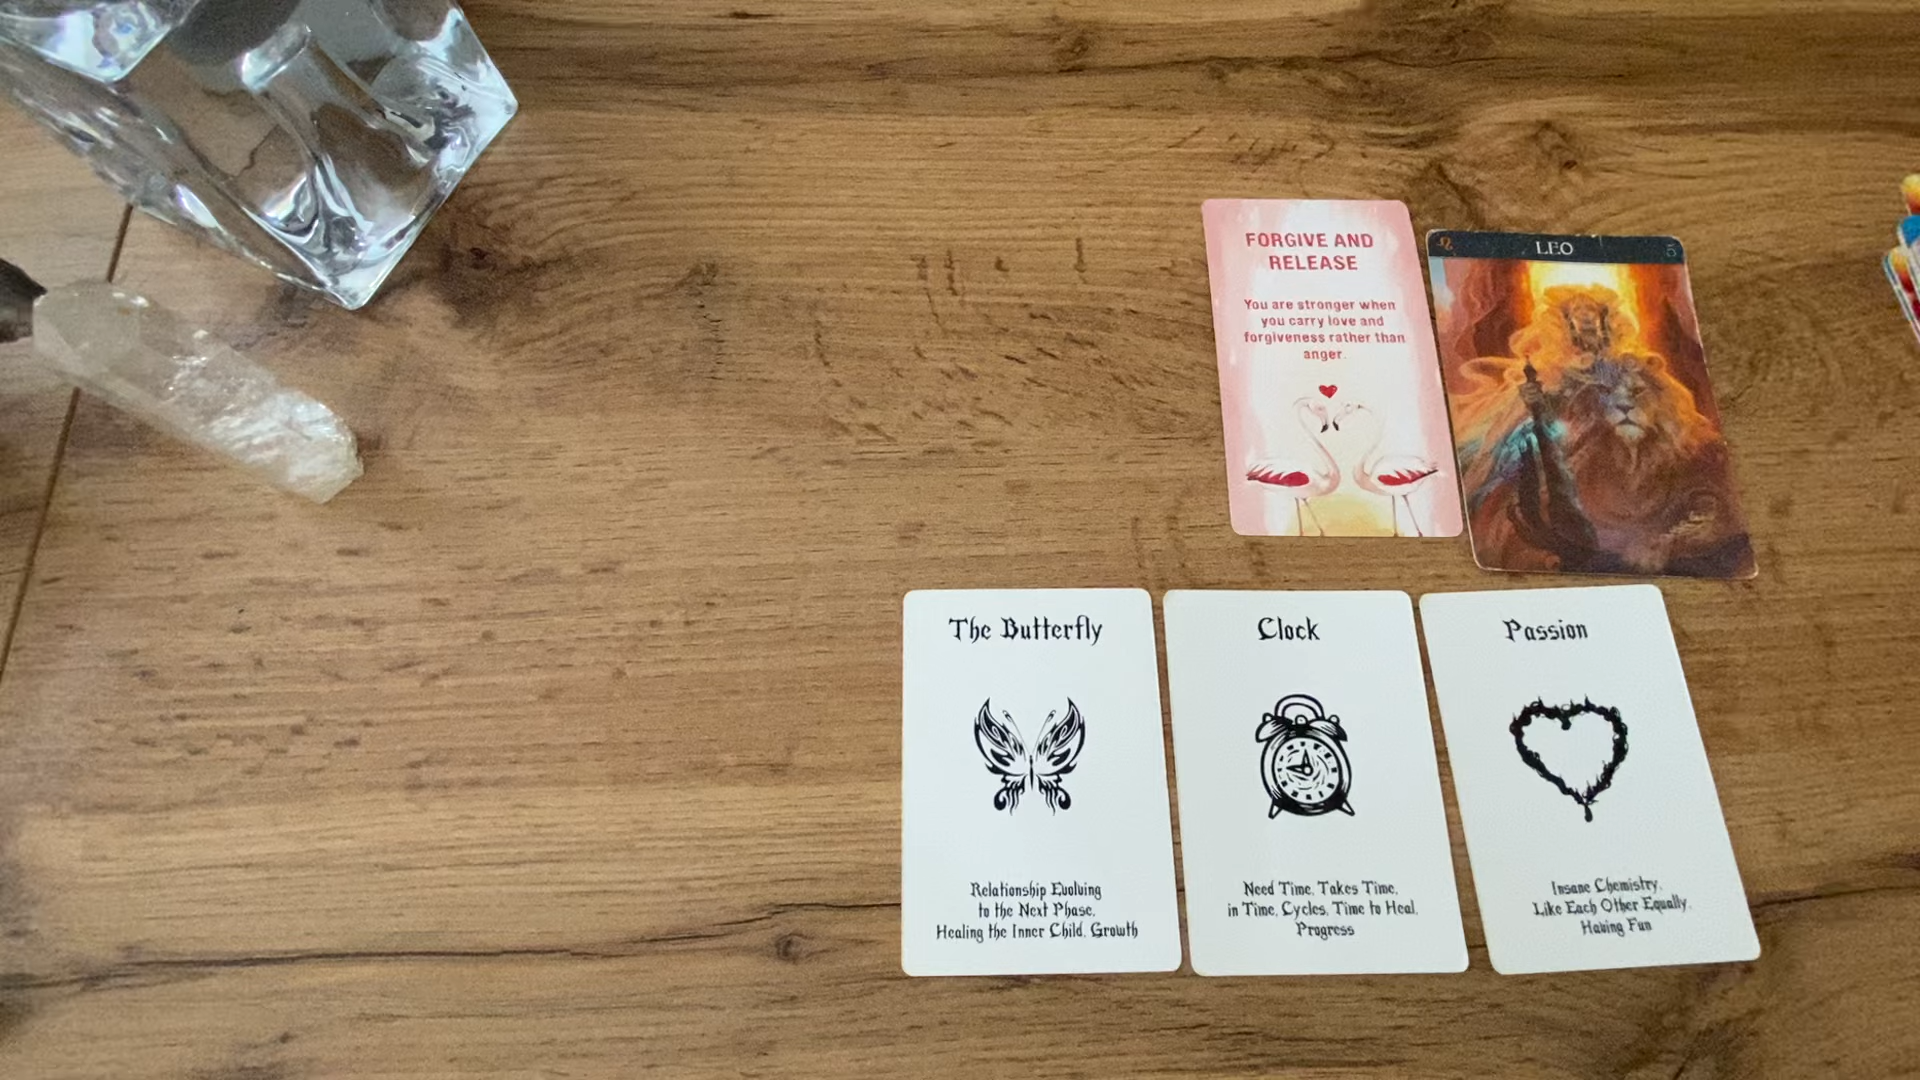 FORGIVE AND
RELEASE
You are stronger when
you carry love and
forgiveness rather than
anger.
♌ LEO 5
The Butterfly
Relationship Evolving
to the Next Phase,
Healing the Inner Child, Growth
Clock
Need Time, Takes Time,
in Time, Cycles, Time to Heal,
Progress
Passion
Insane Chemistry,
Like Each Other Equally,
Having Fun